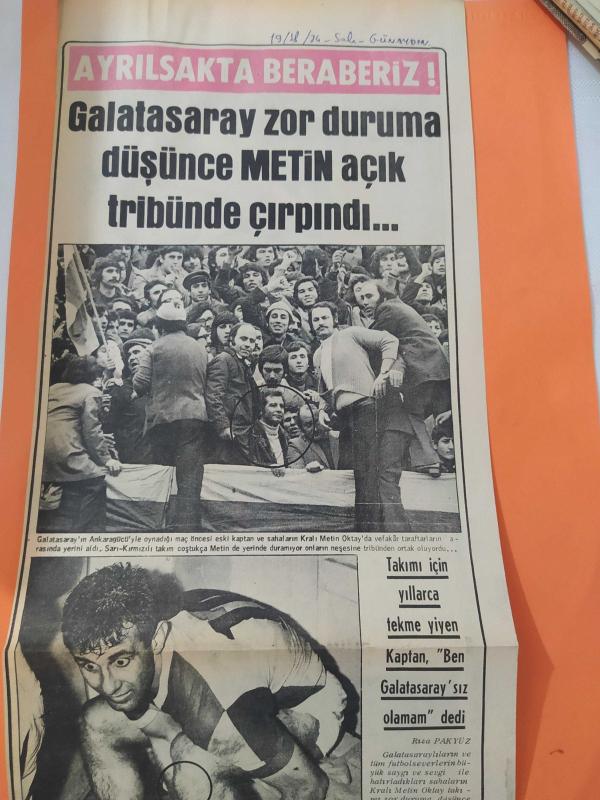 19/ /74 - Salı - GÜNAYDIN
AYRILSAKTA BERABERİZ!
Galatasaray zor duruma
düşünce METİN açık
tribünde çırpındı...
Galatasaray'ın Ankaragücü'yle oynadığı maç öncesi eski kaptan ve sahaların Kralı Metin Oktay'da vefakâr taraftarların a-
rasında yerini aldı. Sarı-Kırmızılı takım coştukça Metin de yerinde duramıyor onların neşesine tribünden ortak oluyordu...
Takımı için
yıllarca
tekme yiyen
Kaptan, "Ben
Galatasaray'sız
olamam" dedi
Rıza PAKYÜZ
Galatasaraylıların ve
tüm futbolseverlerin bü-
yük saygı ve sevgi ile
hatırladıkları sahaların
Kralı Metin Oktay takı-
mı zor duruma düşünce